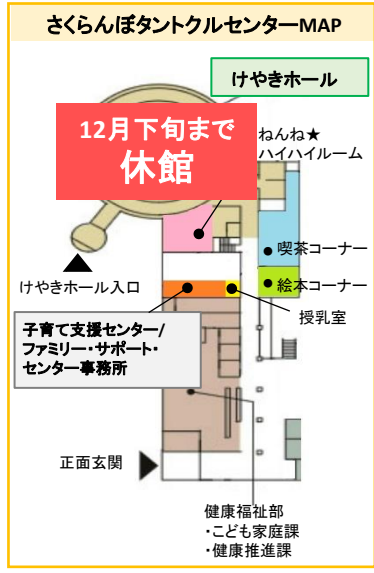 さくらんぼタントクルセンターMAP
けやきホール
12月下旬まで
休館
ねんね★
ハイハイルーム
喫茶コーナー
けやきホール入口
絵本コーナー
授乳室
子育て支援センター/
ファミリー・サポート・
センター事務所
正面玄関
健康福祉部
・こども家庭課
・健康推進課